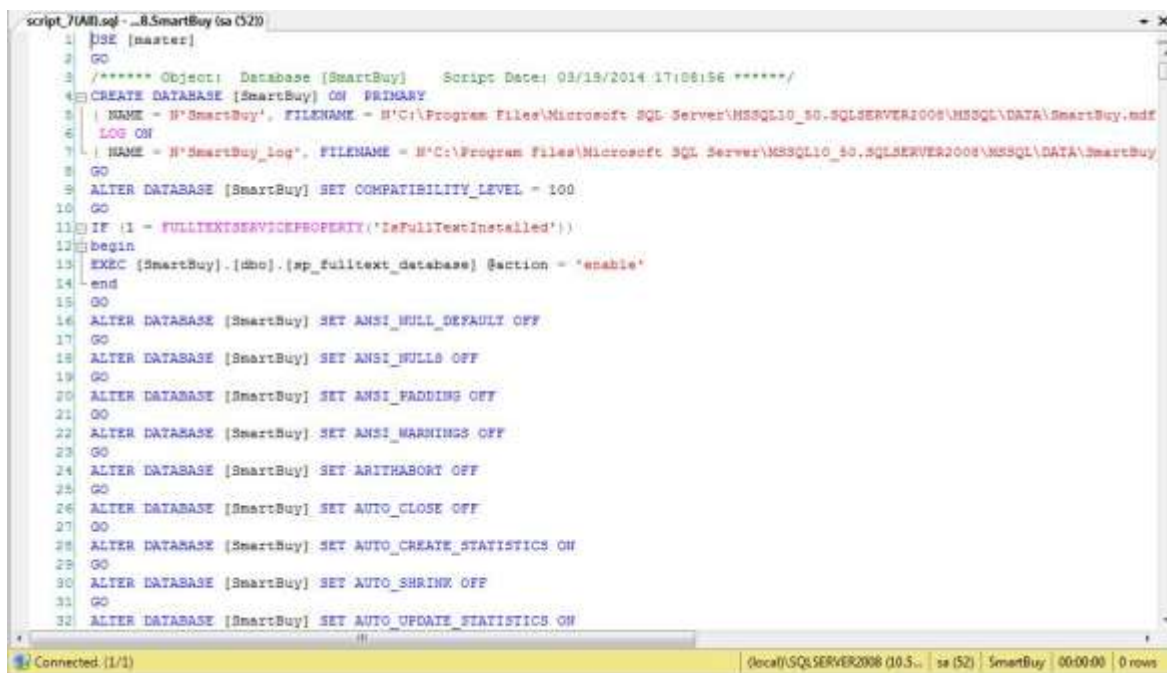 script_7(All).sql - ...8.SmartBuy (sa (52))
1 USE [master]
2 GO
3 /****** Object: Database [SmartBuy] Script Date: 03/19/2014 17:08:56 ******/
4 CREATE DATABASE [SmartBuy] ON PRIMARY
5 ( NAME = N'SmartBuy', FILENAME = N'C:\Program Files\Microsoft SQL Server\MSSQL10_50.SQLSERVER2008\MSSQL\DATA\SmartBuy.mdf
6 LOG ON
7 ( NAME = N'SmartBuy_log', FILENAME = N'C:\Program Files\Microsoft SQL Server\MSSQL10_50.SQLSERVER2008\MSSQL\DATA\SmartBuy
8 GO
9 ALTER DATABASE [SmartBuy] SET COMPATIBILITY_LEVEL = 100
10 GO
11 IF (1 = FULLTEXTSERVICEPROPERTY('IsFullTextInstalled'))
12 begin
13 EXEC [SmartBuy].[dbo].[sp_fulltext_database] @action = 'enable'
14 end
15 GO
16 ALTER DATABASE [SmartBuy] SET ANSI_NULL_DEFAULT OFF
17 GO
18 ALTER DATABASE [SmartBuy] SET ANSI_NULLS OFF
19 GO
20 ALTER DATABASE [SmartBuy] SET ANSI_PADDING OFF
21 GO
22 ALTER DATABASE [SmartBuy] SET ANSI_WARNINGS OFF
23 GO
24 ALTER DATABASE [SmartBuy] SET ARITHABORT OFF
25 GO
26 ALTER DATABASE [SmartBuy] SET AUTO_CLOSE OFF
27 GO
28 ALTER DATABASE [SmartBuy] SET AUTO_CREATE_STATISTICS ON
29 GO
30 ALTER DATABASE [SmartBuy] SET AUTO_SHRINK OFF
31 GO
32 ALTER DATABASE [SmartBuy] SET AUTO_UPDATE_STATISTICS ON
Connected. (1/1) (local)\SQLSERVER2008 (10.5... sa (52) SmartBuy 00:00:00 0 rows